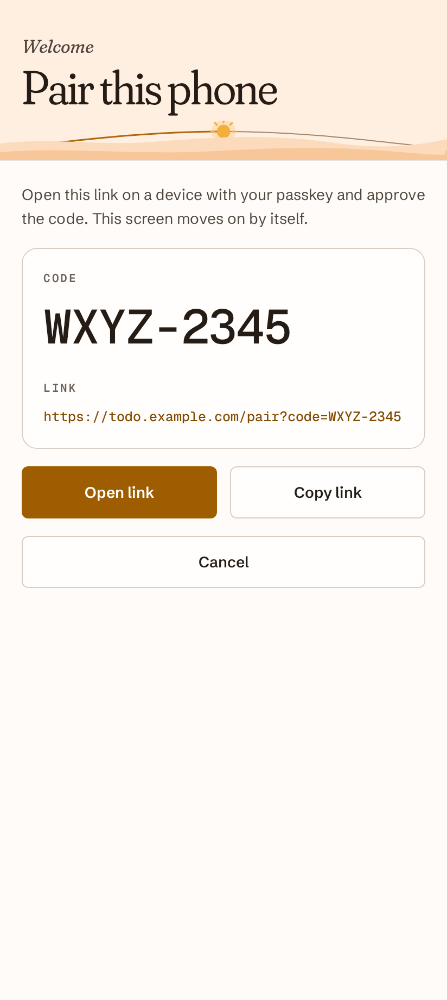 Welcome
Pair this phone
Open this link on a device with your passkey and approve
the code. This screen moves on by itself.
CODE
WXYZ-2345
LINK
https://todo.example.com/pair?code=WXYZ-2345
Open link
Copy link
Cancel